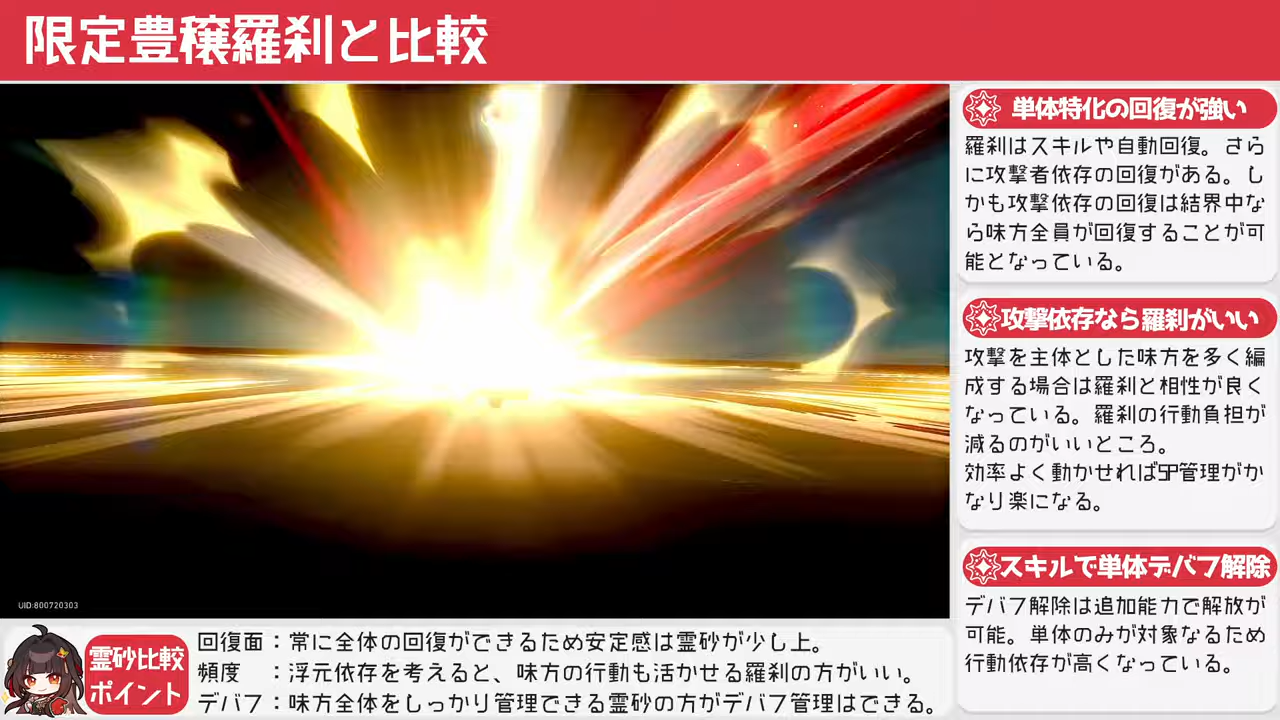 限定豊穣羅刹と比較
単体特化の回復が強い
羅刹はスキルや自動回復。さら
に攻撃者依存の回復がある。し
かも攻撃依存の回復は結界中な
ら味方全員が回復することが可
能となっている。
攻撃依存なら羅刹がいい
攻撃を主体とした味方を多く編
成する場合は羅刹と相性が良く
なっている。羅刹の行動負担が
減るのがいいところ。
効率よく動かせればSP管理がか
なり楽になる。
スキルで単体デバフ解除
デバフ解除は追加能力で解放が
可能。単体のみが対象なるため
行動依存が高くなっている。
UID:800720303
霊砂比較
ポイント
回復面：常に全体の回復ができるため安定感は霊砂が少し上。
頻度　：浮元依存を考えると、味方の行動も活かせる羅刹の方がいい。
デバフ：味方全体をしっかり管理できる霊砂の方がデバフ管理はできる。